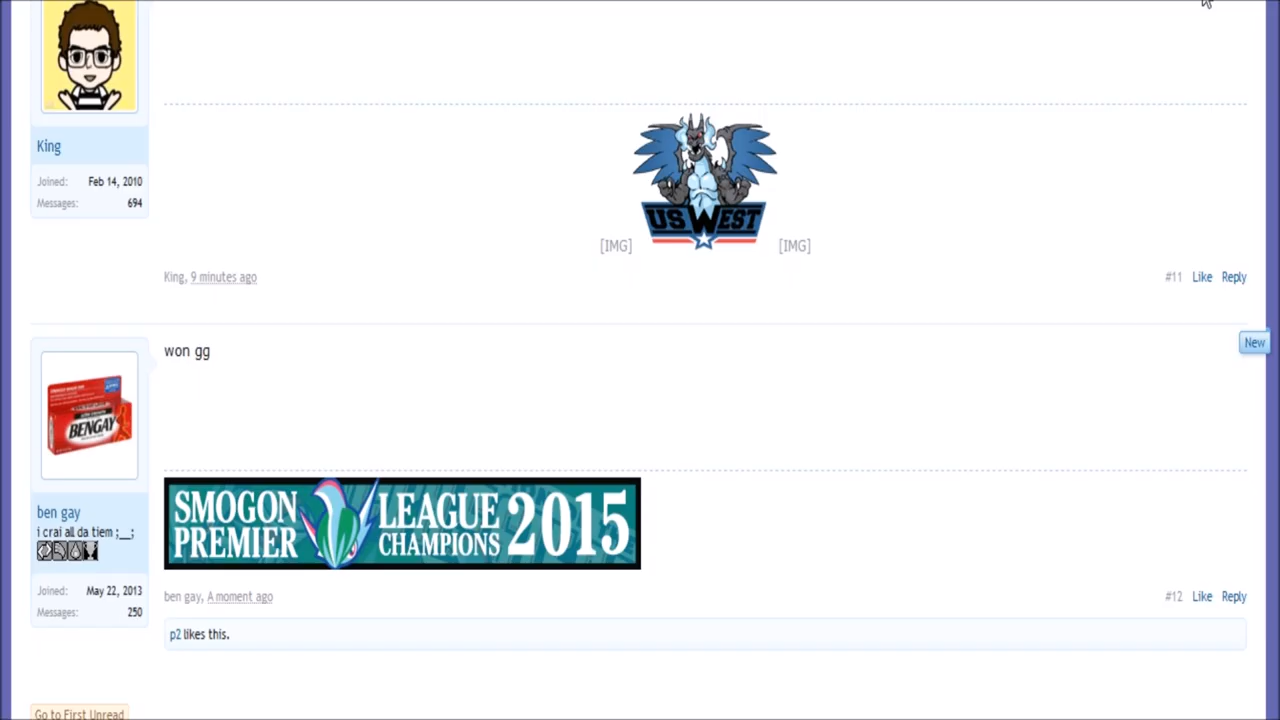 King
Joined: Feb 14, 2010
Messages: 694
US WEST
[IMG] [IMG]
King, 9 minutes ago
#11 Like Reply
won gg
New
BENGAY
ben gay
i crai all da tiem ;__;
Joined: May 22, 2013
Messages: 250
SMOGON PREMIER LEAGUE CHAMPIONS 2015
ben gay, A moment ago
#12 Like Reply
p2 likes this.
Go to First Unread